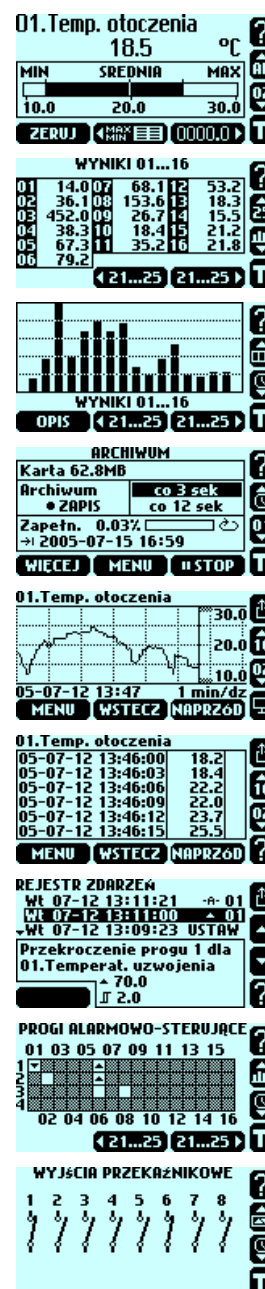 01.Temp. otoczenia
18.5 °C
MIN SREDNIA MAX
10.0 20.0 30.0
ZERUJ MAX MIN 0000.0
WYNIKI 01...16
01 14.0 07 68.1 12 53.2
02 36.1 08 153.6 13 18.3
03 452.0 09 26.7 14 15.5
04 38.3 10 18.4 15 21.2
05 67.3 11 35.2 16 21.8
06 79.2
21...25 21...25
WYNIKI 01...16
OPIS 21...25 21...25
ARCHIWUM
Karta 62.8MB
Archiwum co 3 sek
ZAPIS co 12 sek
Zapełn. 0.03%
2005-07-15 16:59
WIĘCEJ MENU STOP
01.Temp. otoczenia
30.0
20.0
10.0
05-07-12 13:47 1 min/dz
MENU WSTECZ NAPRZóD
01.Temp. otoczenia
05-07-12 13:46:00 18.2
05-07-12 13:46:03 18.4
05-07-12 13:46:06 22.2
05-07-12 13:46:09 22.0
05-07-12 13:46:12 23.7
05-07-12 13:46:15 25.5
MENU WSTECZ NAPRZóD
REJESTR ZDARZEń
Wt 07-12 13:11:21 -A- 01
Wt 07-12 13:11:00 01
Wt 07-12 13:09:23 USTAW
Przekroczenie progu 1 dla
01.Temperat. uzwojenia
70.0
2.0
PROGI ALARMOWO-STERUJĄCE
01 03 05 07 09 11 13 15
1
2
3
4
02 04 06 08 10 12 14 16
21...25 21...25
WYJśCIA PRZEKAźNIKOWE
1 2 3 4 5 6 7 8